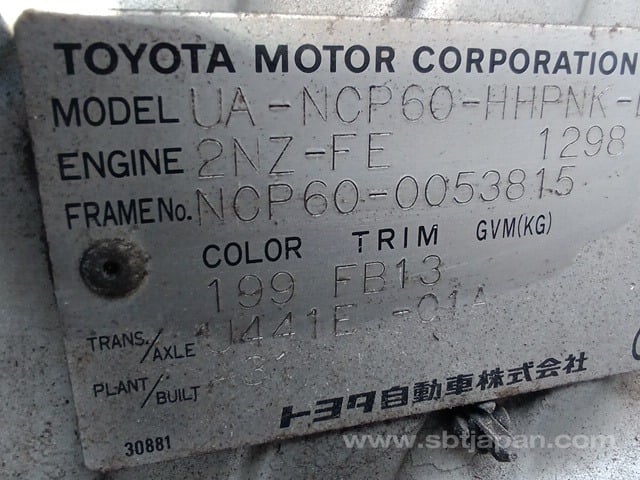 TOYOTA MOTOR CORPORATION
MODEL UA-NCP60-HHPNK-
ENGINE 2NZ-FE 1298
FRAME No. NCP60-0053815
COLOR TRIM GVM(KG)
199 FB13
TRANS./AXLE U441E -01A
PLANT/BUILT
トヨタ自動車株式会社
30881
www.sbtjapan.com